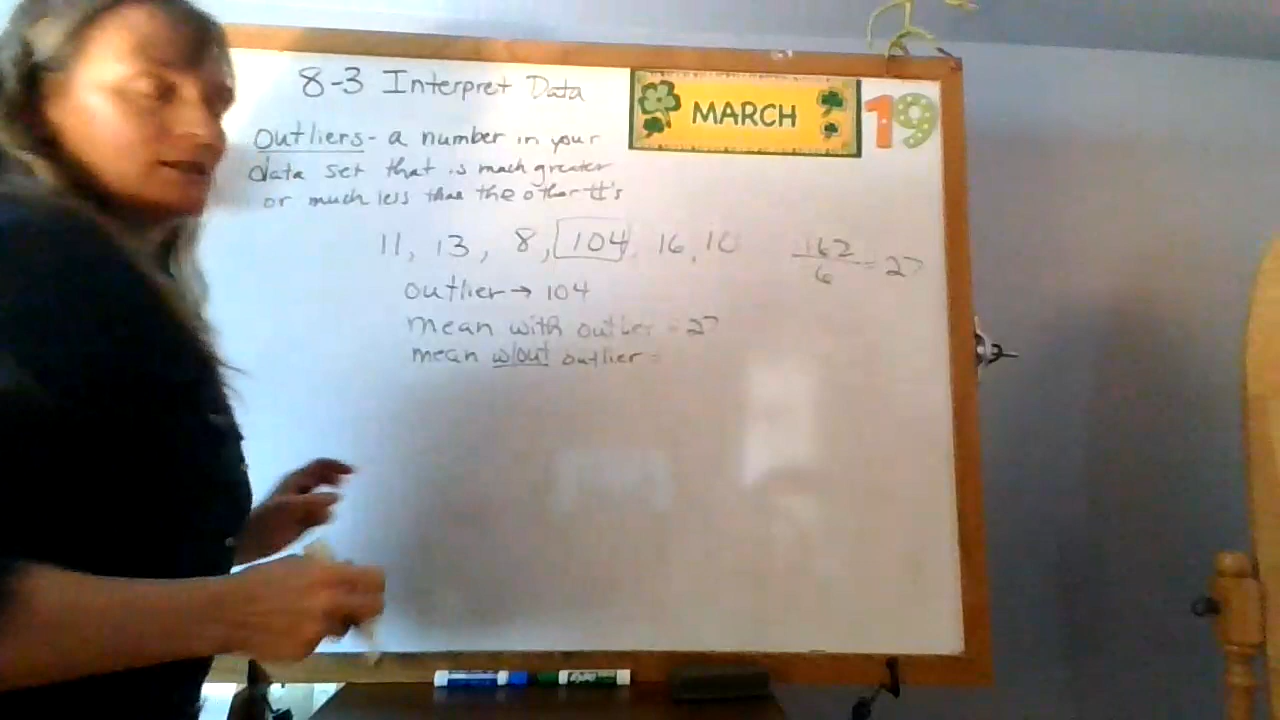 8-3 Interpret Data
MARCH
19
Outliers - a number in your
data set that is much greater
or much less than the other #'s
11, 13, 8, 104, 16, 10
162
6
= 27
outlier → 104
mean with outlier = 27
mean w/out outlier =